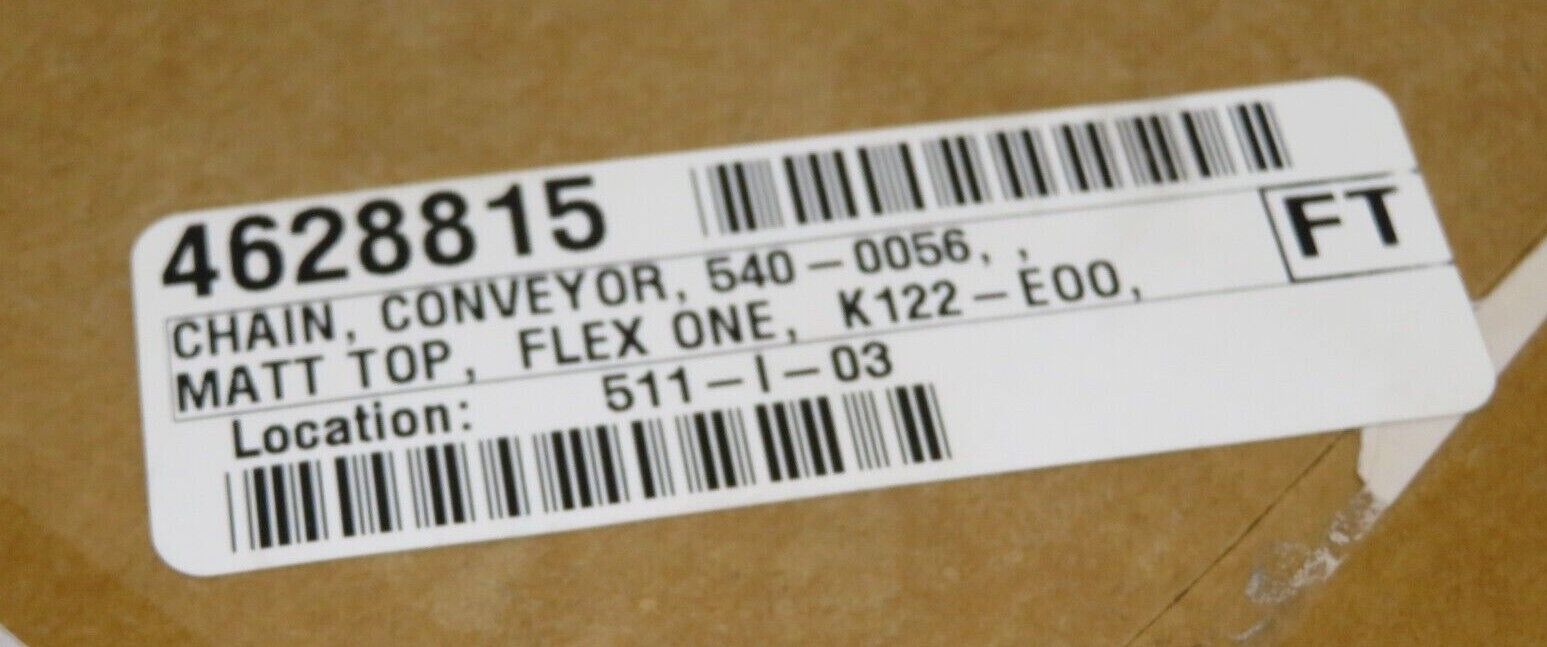 4628815
CHAIN, CONVEYOR, 540-0056, ,
FT
MATT TOP, FLEX ONE, K122-E00,
Location: 511-I-03